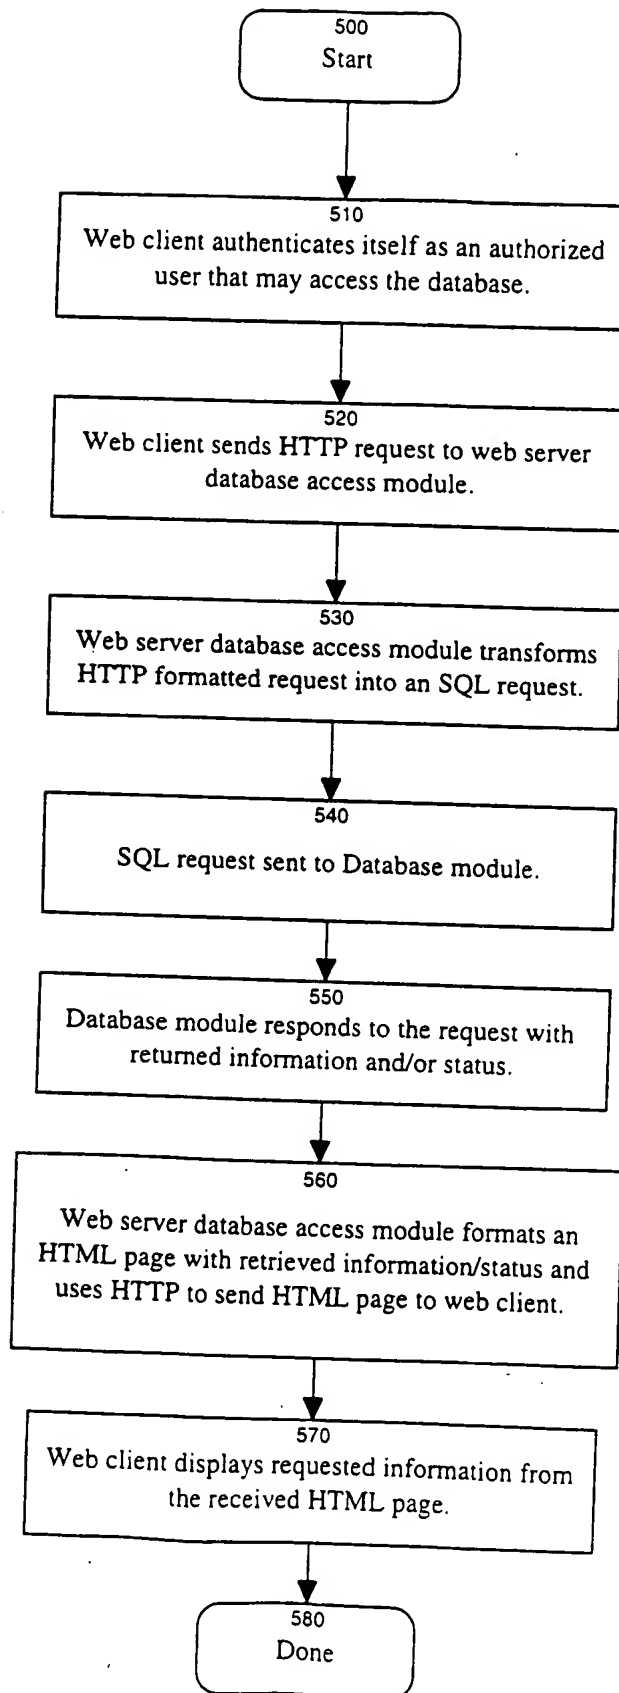 500
Start
510
Web client authenticates itself as an authorized
user that may access the database.
520
Web client sends HTTP request to web server
database access module.
530
Web server database access module transforms
HTTP formatted request into an SQL request.
540
SQL request sent to Database module.
550
Database module responds to the request with
returned information and/or status.
560
Web server database access module formats an
HTML page with retrieved information/status and
uses HTTP to send HTML page to web client.
570
Web client displays requested information from
the received HTML page.
580
Done